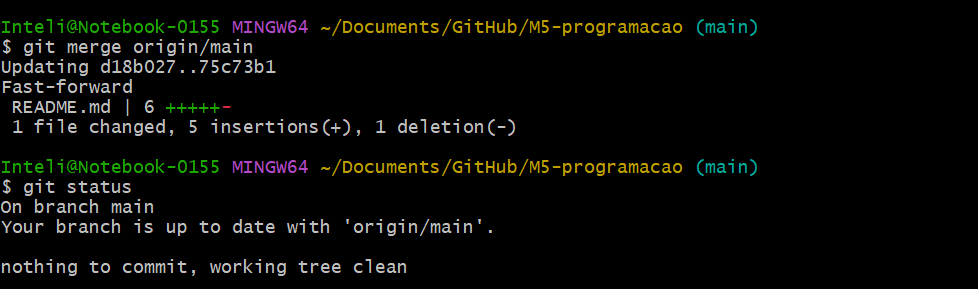 Inteli@Notebook-0155 MINGW64 ~/Documents/GitHub/M5-programacao (main)
$ git merge origin/main
Updating d18b027..75c73b1
Fast-forward
 README.md | 6 +++++-
 1 file changed, 5 insertions(+), 1 deletion(-)
Inteli@Notebook-0155 MINGW64 ~/Documents/GitHub/M5-programacao (main)
$ git status
On branch main
Your branch is up to date with 'origin/main'.
nothing to commit, working tree clean